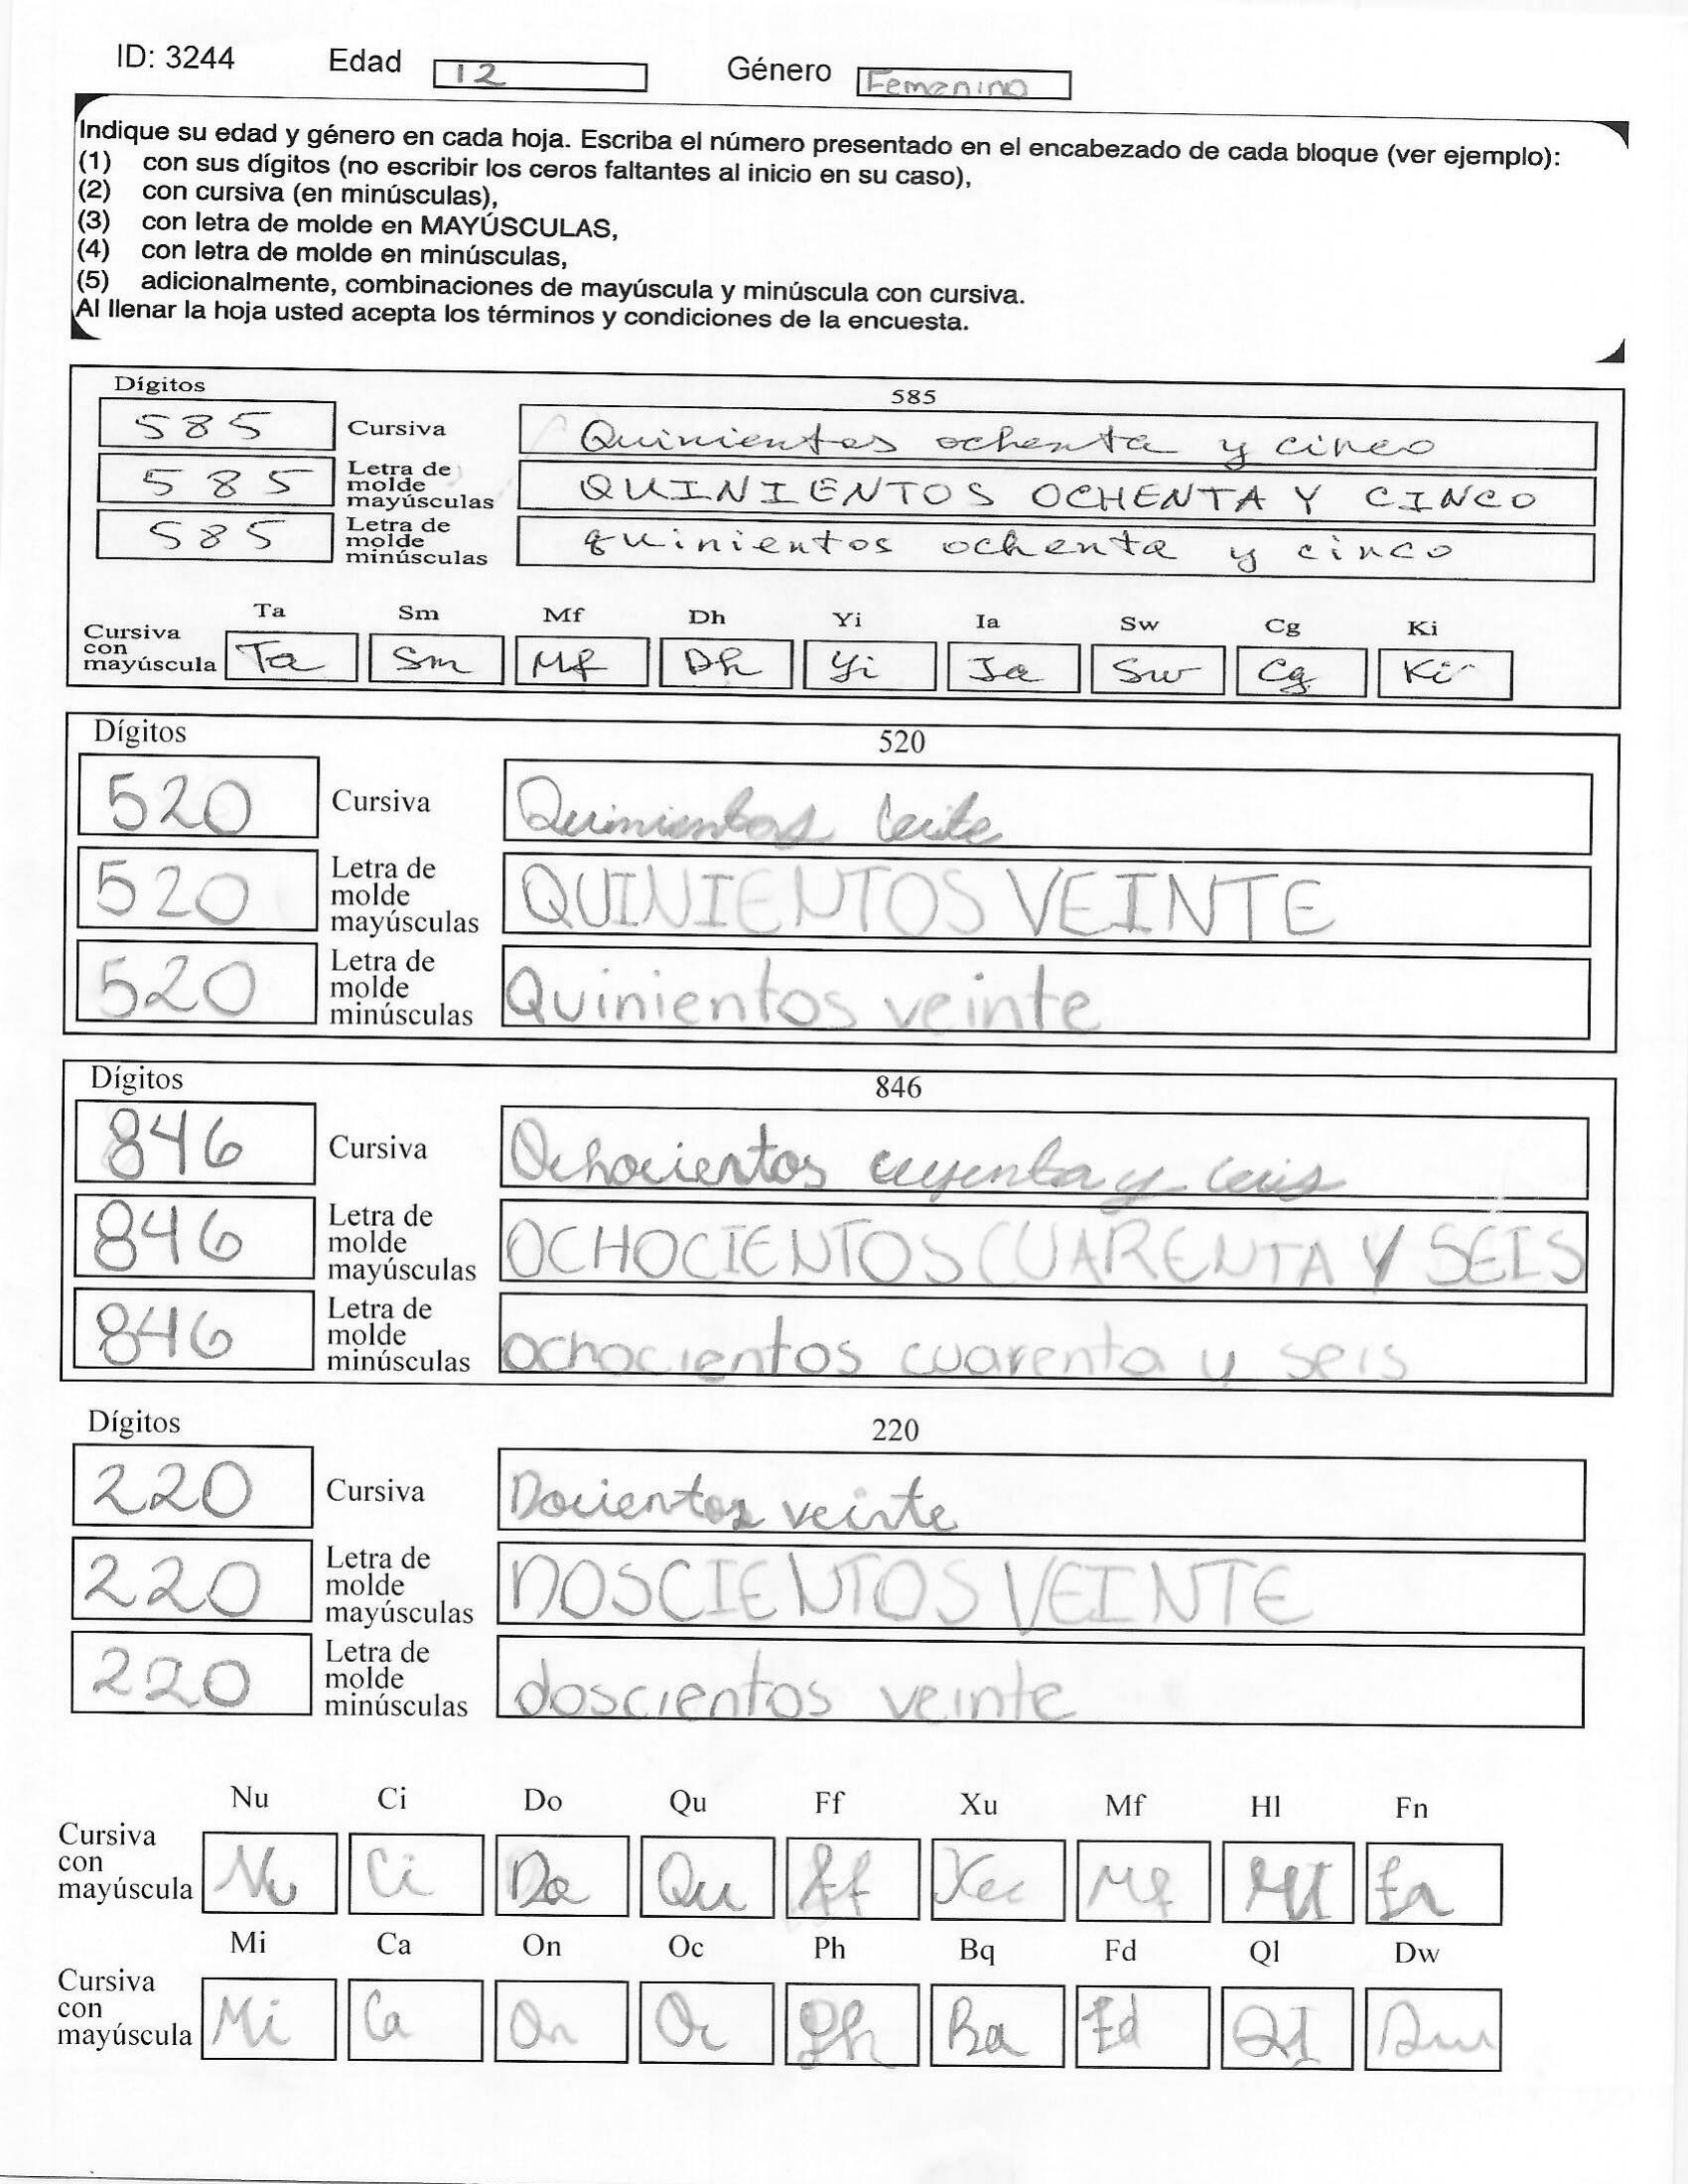 ID: 3244 Edad 12 Género Femenino
Indique su edad y género en cada hoja. Escriba el número presentado en el encabezado de cada bloque (ver ejemplo):
(1) con sus dígitos (no escribir los ceros faltantes al inicio en su caso),
(2) con cursiva (en minúsculas),
(3) con letra de molde en MAYÚSCULAS,
(4) con letra de molde en minúsculas,
(5) adicionalmente, combinaciones de mayúscula y minúscula con cursiva.
Al llenar la hoja usted acepta los términos y condiciones de la encuesta.
Dígitos 585
585 Cursiva Quinientos ochenta y cinco
585 Letra de molde mayúsculas QUINIENTOS OCHENTA Y CINCO
585 Letra de molde minúsculas quinientos ochenta y cinco
Ta Sm Mf Dh Yi Ia Sw Cg Ki
Cursiva con mayúscula Ta Sm Mf Dh Yi Ia Sw Cg Ki
Dígitos 520
520 Cursiva Quinientos
520 Letra de molde mayúsculas QUINIENTOS VEINTE
520 Letra de molde minúsculas Quinientos veinte
Dígitos 846
846 Cursiva Ochocientos y
846 Letra de molde mayúsculas OCHOCIENTOS CUARENTA Y SEIS
846 Letra de molde minúsculas ochocientos cuarenta y seis
Dígitos 220
220 Cursiva Docientos veinte
220 Letra de molde mayúsculas DOSCIENTOS VEINTE
220 Letra de molde minúsculas doscientos veinte
Nu Ci Do Qu Ff Xu Mf Hl Fn
Cursiva con mayúscula Nu Ci Do Qu Ff Xu Mf Hl Fn
Mi Ca On Oc Ph Bq Fd Ql Dw
Cursiva con mayúscula Mi Ca On Oc Ph Ba Fd Ql Dw